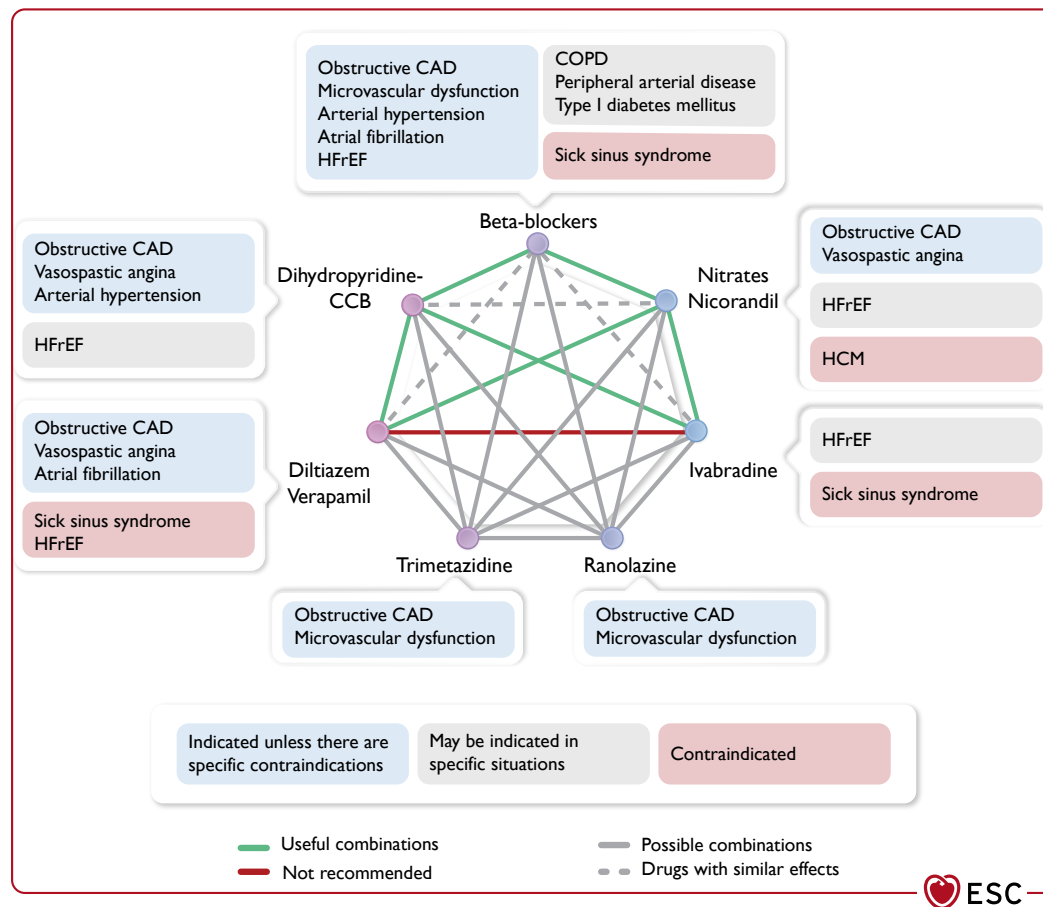 Obstructive CAD
Microvascular dysfunction
Arterial hypertension
Atrial fibrillation
HFrEF
COPD
Peripheral arterial disease
Type I diabetes mellitus
Sick sinus syndrome
Beta-blockers
Obstructive CAD
Vasospastic angina
Arterial hypertension
HFrEF
Dihydropyridine-
CCB
Nitrates
Nicorandil
Obstructive CAD
Vasospastic angina
HFrEF
HCM
Obstructive CAD
Vasospastic angina
Atrial fibrillation
Sick sinus syndrome
HFrEF
Diltiazem
Verapamil
Ivabradine
HFrEF
Sick sinus syndrome
Trimetazidine
Ranolazine
Obstructive CAD
Microvascular dysfunction
Obstructive CAD
Microvascular dysfunction
Indicated unless there are
specific contraindications
May be indicated in
specific situations
Contraindicated
Useful combinations
Not recommended
Possible combinations
Drugs with similar effects
ESC